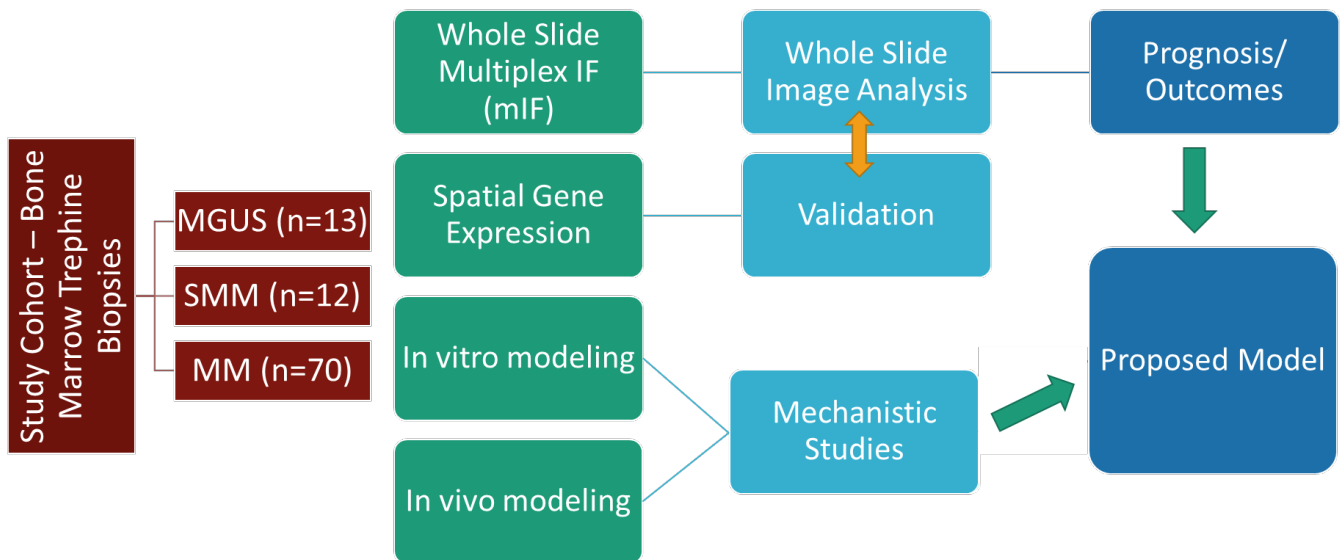 Study Cohort – Bone
Marrow Trephine
Biopsies
MGUS (n=13)
SMM (n=12)
MM (n=70)
Whole Slide
Multiplex IF
(mIF)
Spatial Gene
Expression
In vitro modeling
In vivo modeling
Whole Slide
Image Analysis
Validation
Mechanistic
Studies
Prognosis/
Outcomes
Proposed Model